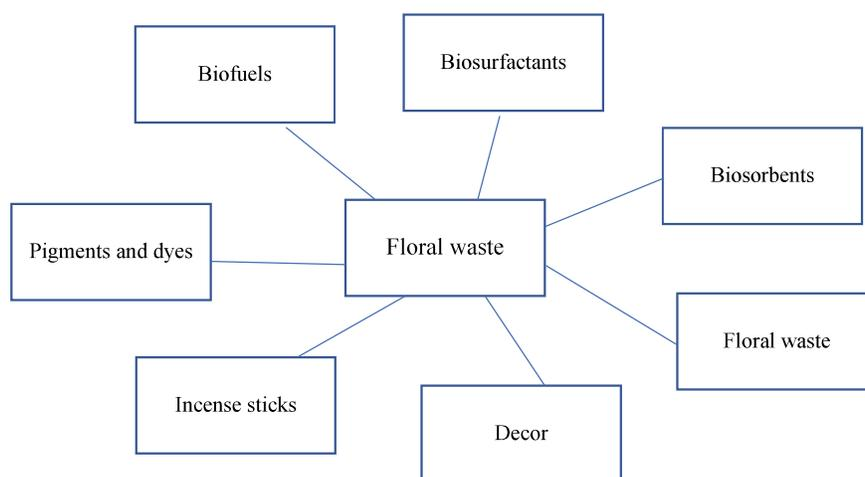 Biofuels
Biosurfactants
Biosorbents
Pigments and dyes
Floral waste
Floral waste
Incense sticks
Decor